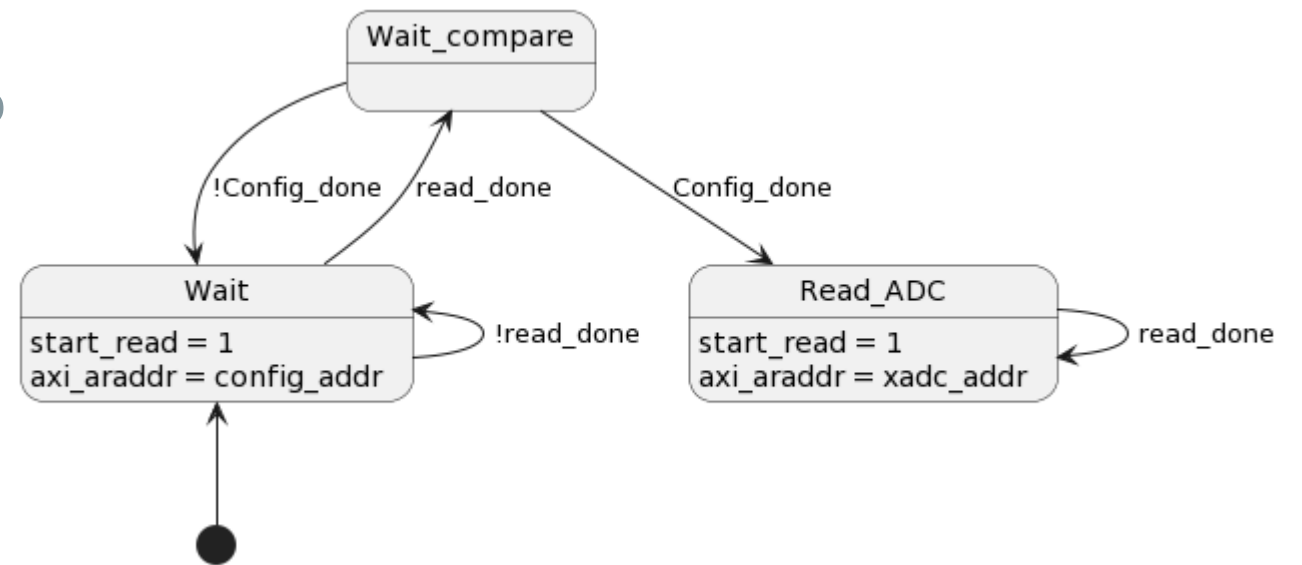 Wait_compare
!Config_done
read_done
Config_done
Wait
start_read = 1
axi_araddr = config_addr
!read_done
Read_ADC
start_read = 1
axi_araddr = xadc_addr
read_done